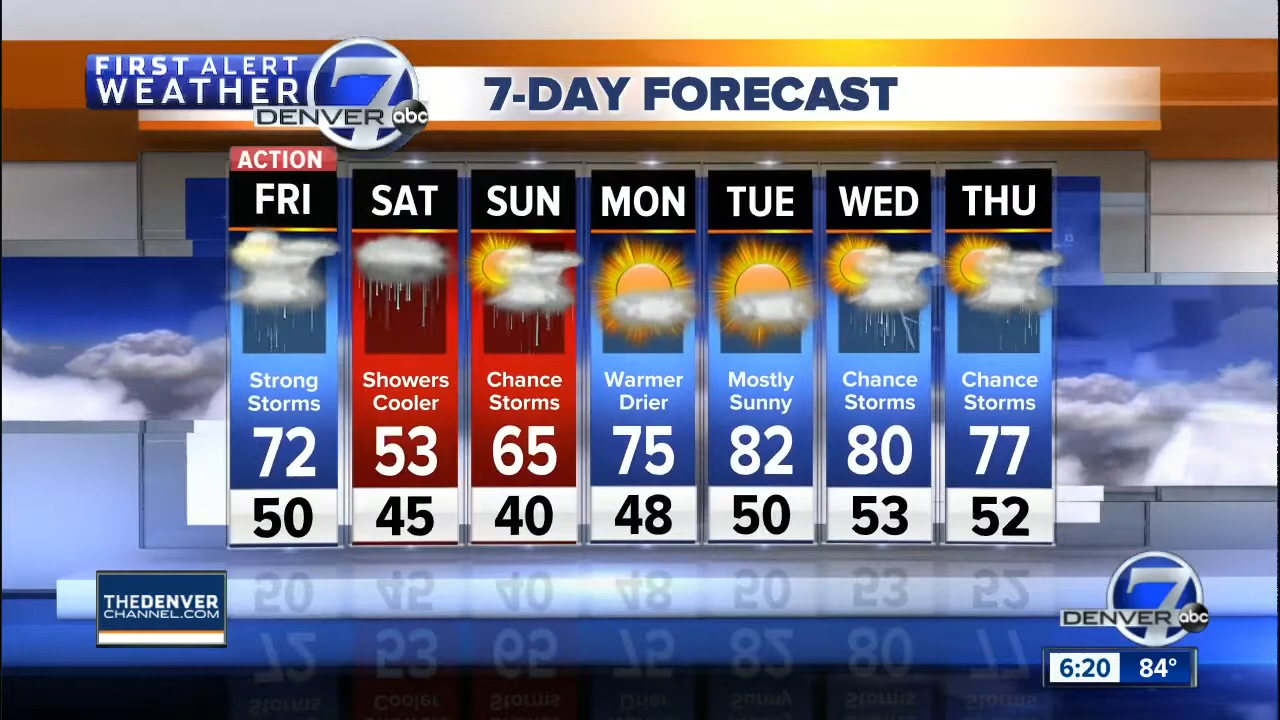 FIRST ALERT
WEATHER
7
DENVER abc
7-DAY FORECAST
ACTION
FRI SAT SUN MON TUE WED THU
Strong Showers Chance Warmer Mostly Chance Chance
Storms Cooler Storms Drier Sunny Storms Storms
72 53 65 75 82 80 77
50 45 40 48 50 53 52
THEDENVER
CHANNEL.COM
7
DENVER abc
6:20 84°